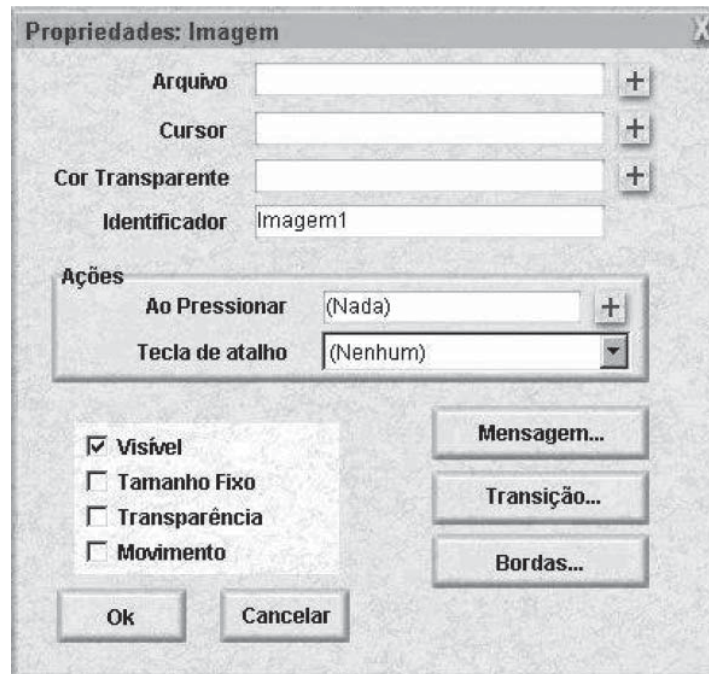 Propriedades: Imagem X
Arquivo +
Cursor +
Cor Transparente +
Identificador Imagem1
Ações
Ao Pressionar (Nada) +
Tecla de atalho (Nenhum)
Visível
Tamanho Fixo
Transparência
Movimento
Mensagem...
Transição...
Bordas...
Ok Cancelar